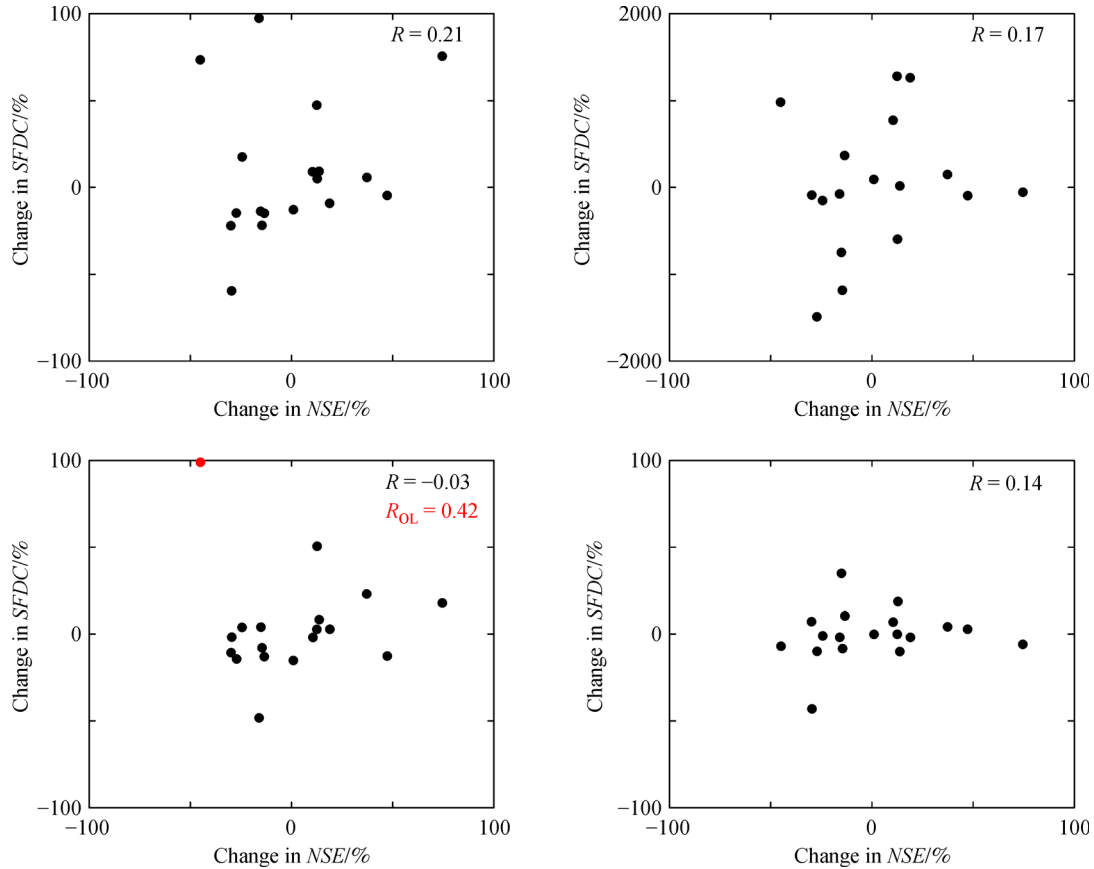 100
R = 0.21
Change in SFDC/%
0
−100
−100
0
100
Change in NSE/%
2000
R = 0.17
Change in SFDC/%
0
−2000
−100
0
100
Change in NSE/%
100
R = −0.03
ROL = 0.42
Change in SFDC/%
0
−100
−100
0
100
Change in NSE/%
100
R = 0.14
Change in SFDC/%
0
−100
−100
0
100
Change in NSE/%